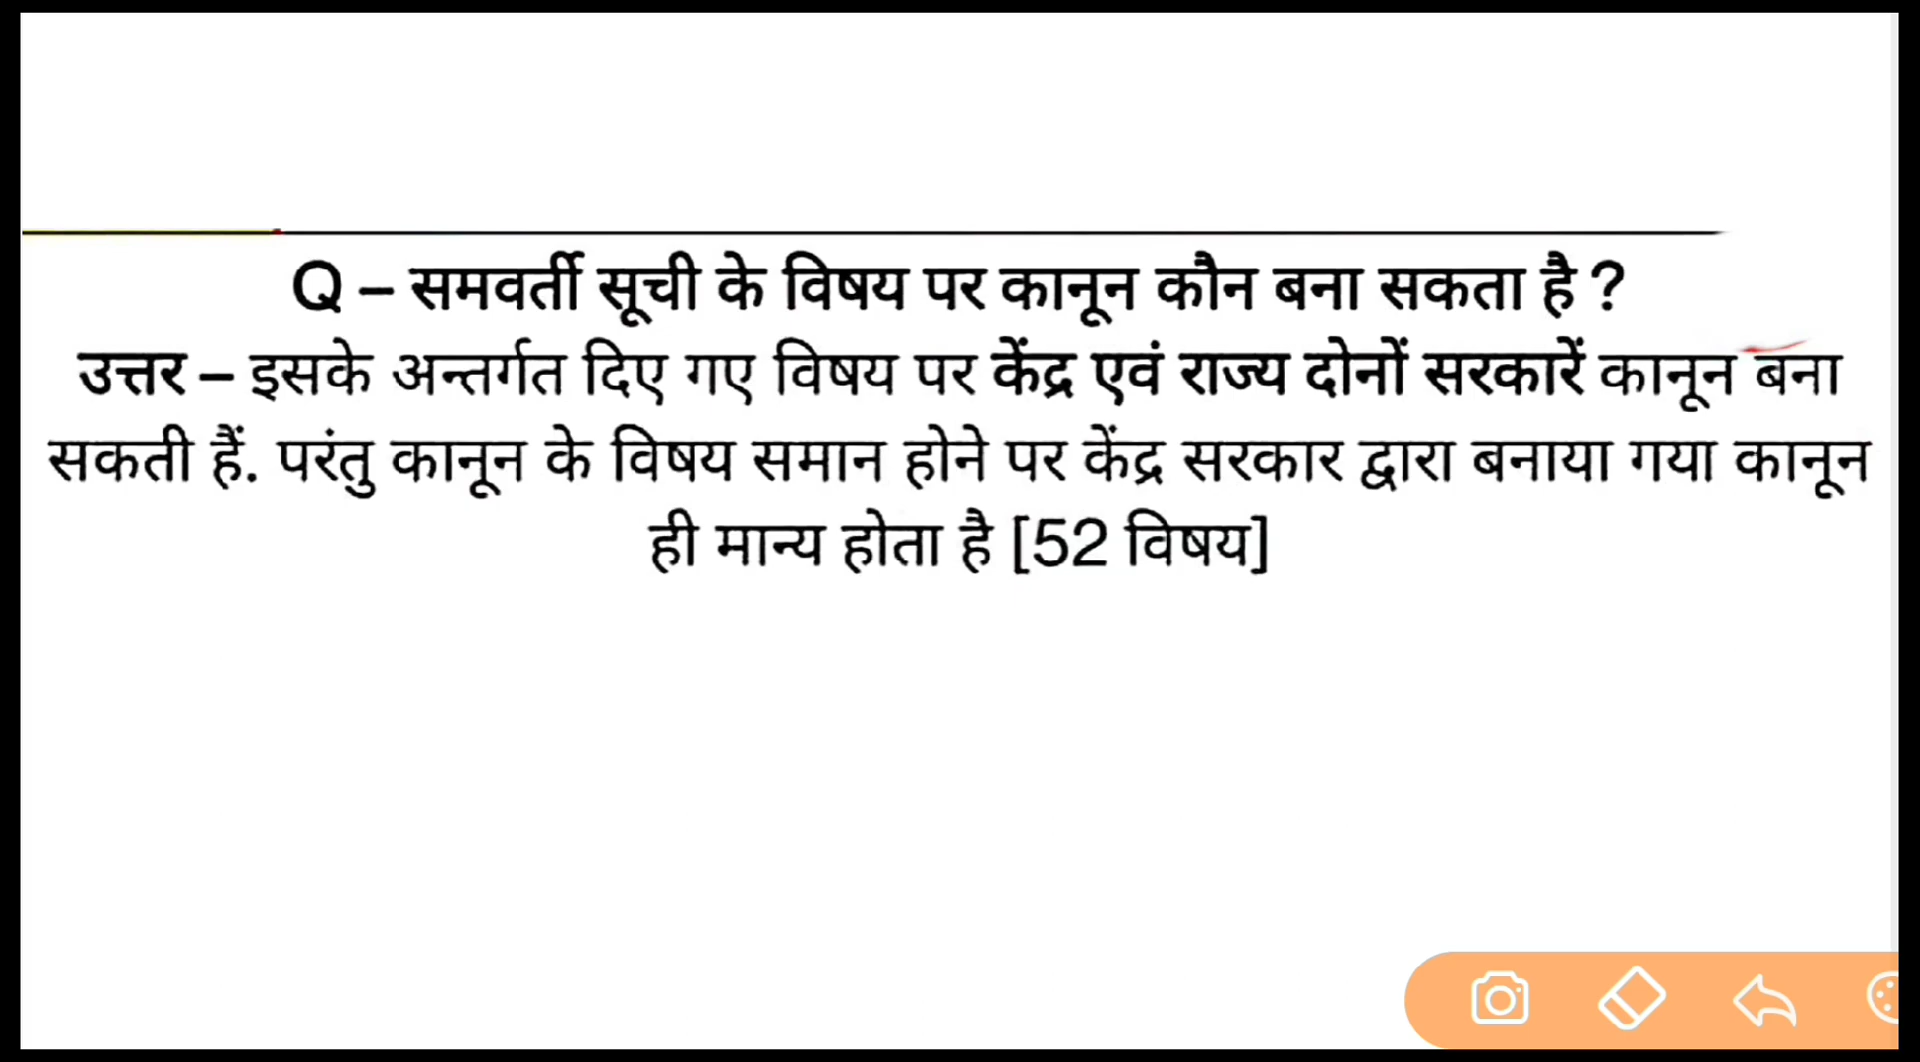 Q – समवर्ती सूची के विषय पर कानून कौन बना सकता है ?
उत्तर – इसके अन्तर्गत दिए गए विषय पर केंद्र एवं राज्य दोनों सरकारें कानून बना
सकती हैं. परंतु कानून के विषय समान होने पर केंद्र सरकार द्वारा बनाया गया कानून
ही मान्य होता है [52 विषय]